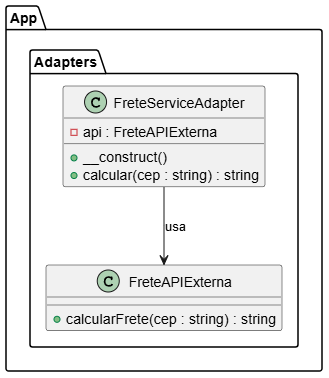 App
Adapters
C FreteServiceAdapter
api : FreteAPIExterna
__construct()
calcular(cep : string) : string
usa
C FreteAPIExterna
calcularFrete(cep : string) : string